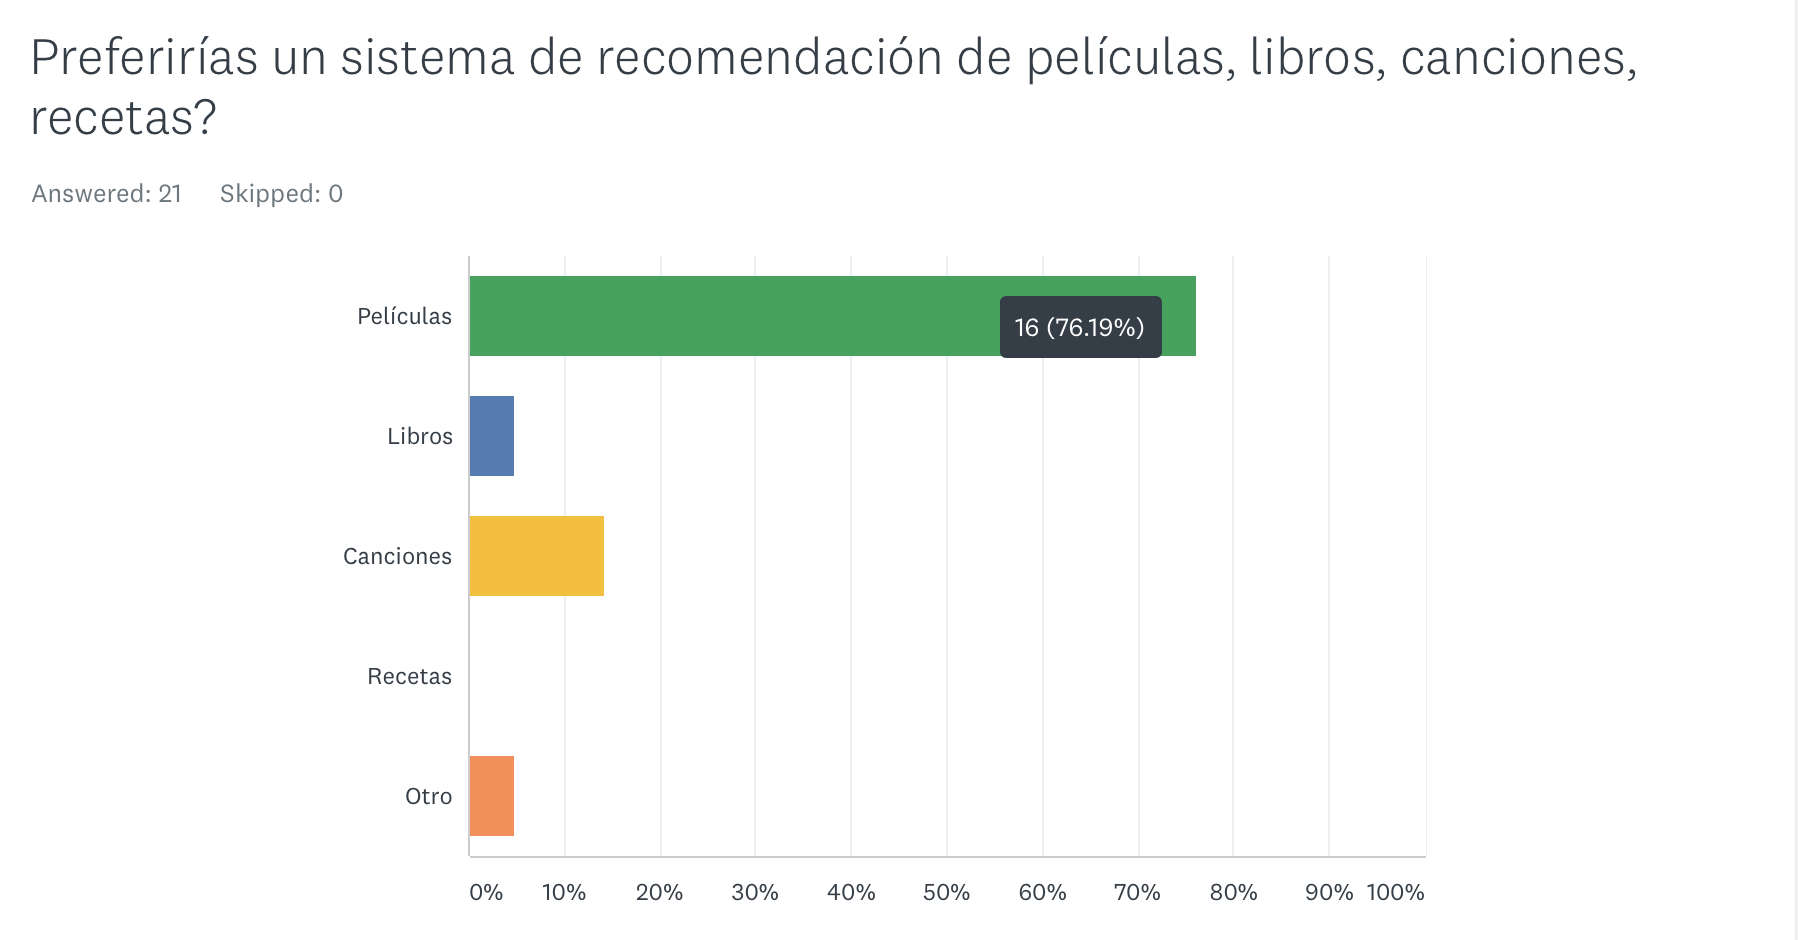 Preferirías un sistema de recomendación de películas, libros, canciones,
recetas?
Answered: 21 Skipped: 0
Películas
16 (76.19%)
Libros
Canciones
Recetas
Otro
0% 10% 20% 30% 40% 50% 60% 70% 80% 90% 100%